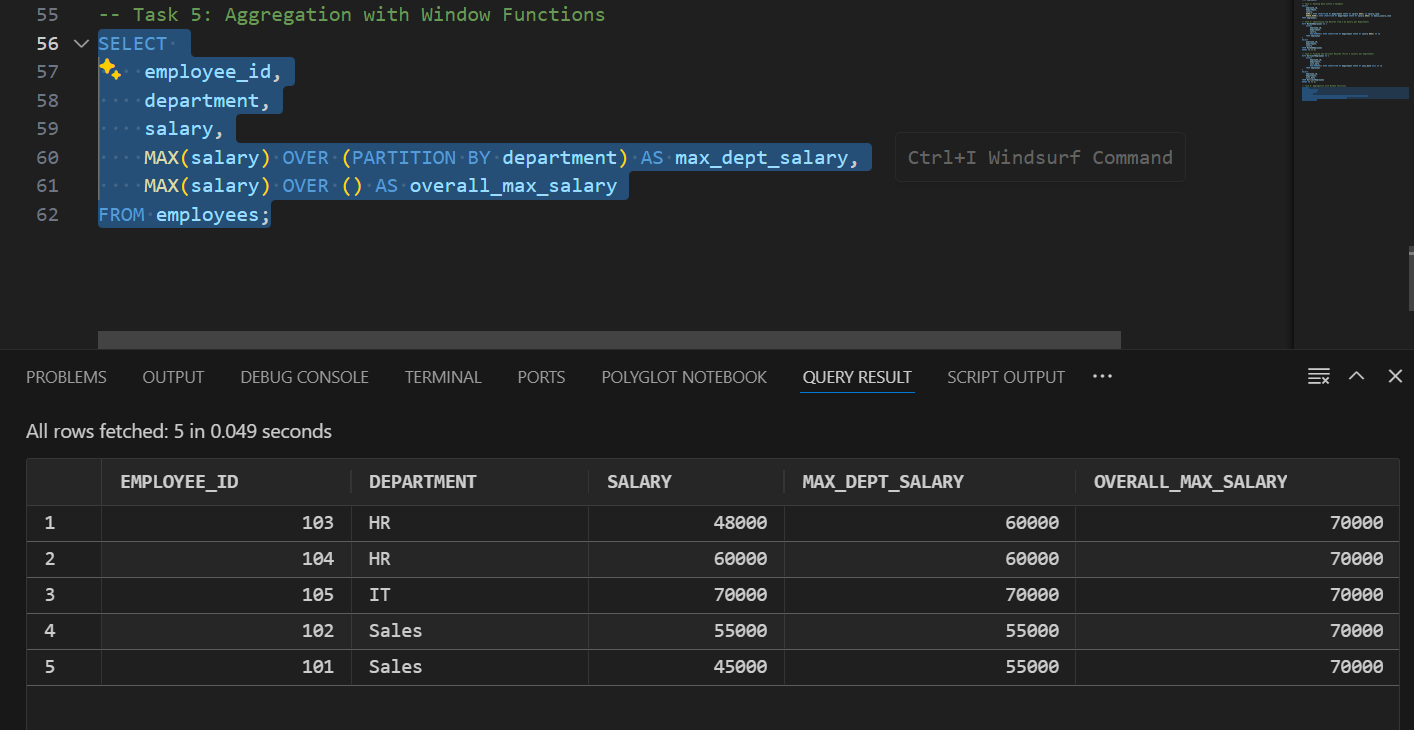 55 -- Task 5: Aggregation with Window Functions
56 SELECT
57 employee_id,
58 department,
59 salary,
60 MAX(salary) OVER (PARTITION BY department) AS max_dept_salary, Ctrl+I Windsurf Command
61 MAX(salary) OVER () AS overall_max_salary
62 FROM employees;
PROBLEMS OUTPUT DEBUG CONSOLE TERMINAL PORTS POLYGLOT NOTEBOOK QUERY RESULT SCRIPT OUTPUT
All rows fetched: 5 in 0.049 seconds
EMPLOYEE_ID DEPARTMENT SALARY MAX_DEPT_SALARY OVERALL_MAX_SALARY
1 103 HR 48000 60000 70000
2 104 HR 60000 60000 70000
3 105 IT 70000 70000 70000
4 102 Sales 55000 55000 70000
5 101 Sales 45000 55000 70000